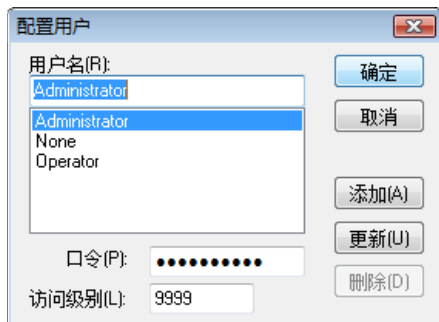 配置用户
用户名(R):
Administrator
Administrator
None
Operator
口令(P): ●●●●●●●●●●
访问级别(L): 9999
确定
取消
添加(A)
更新(U)
删除(D)